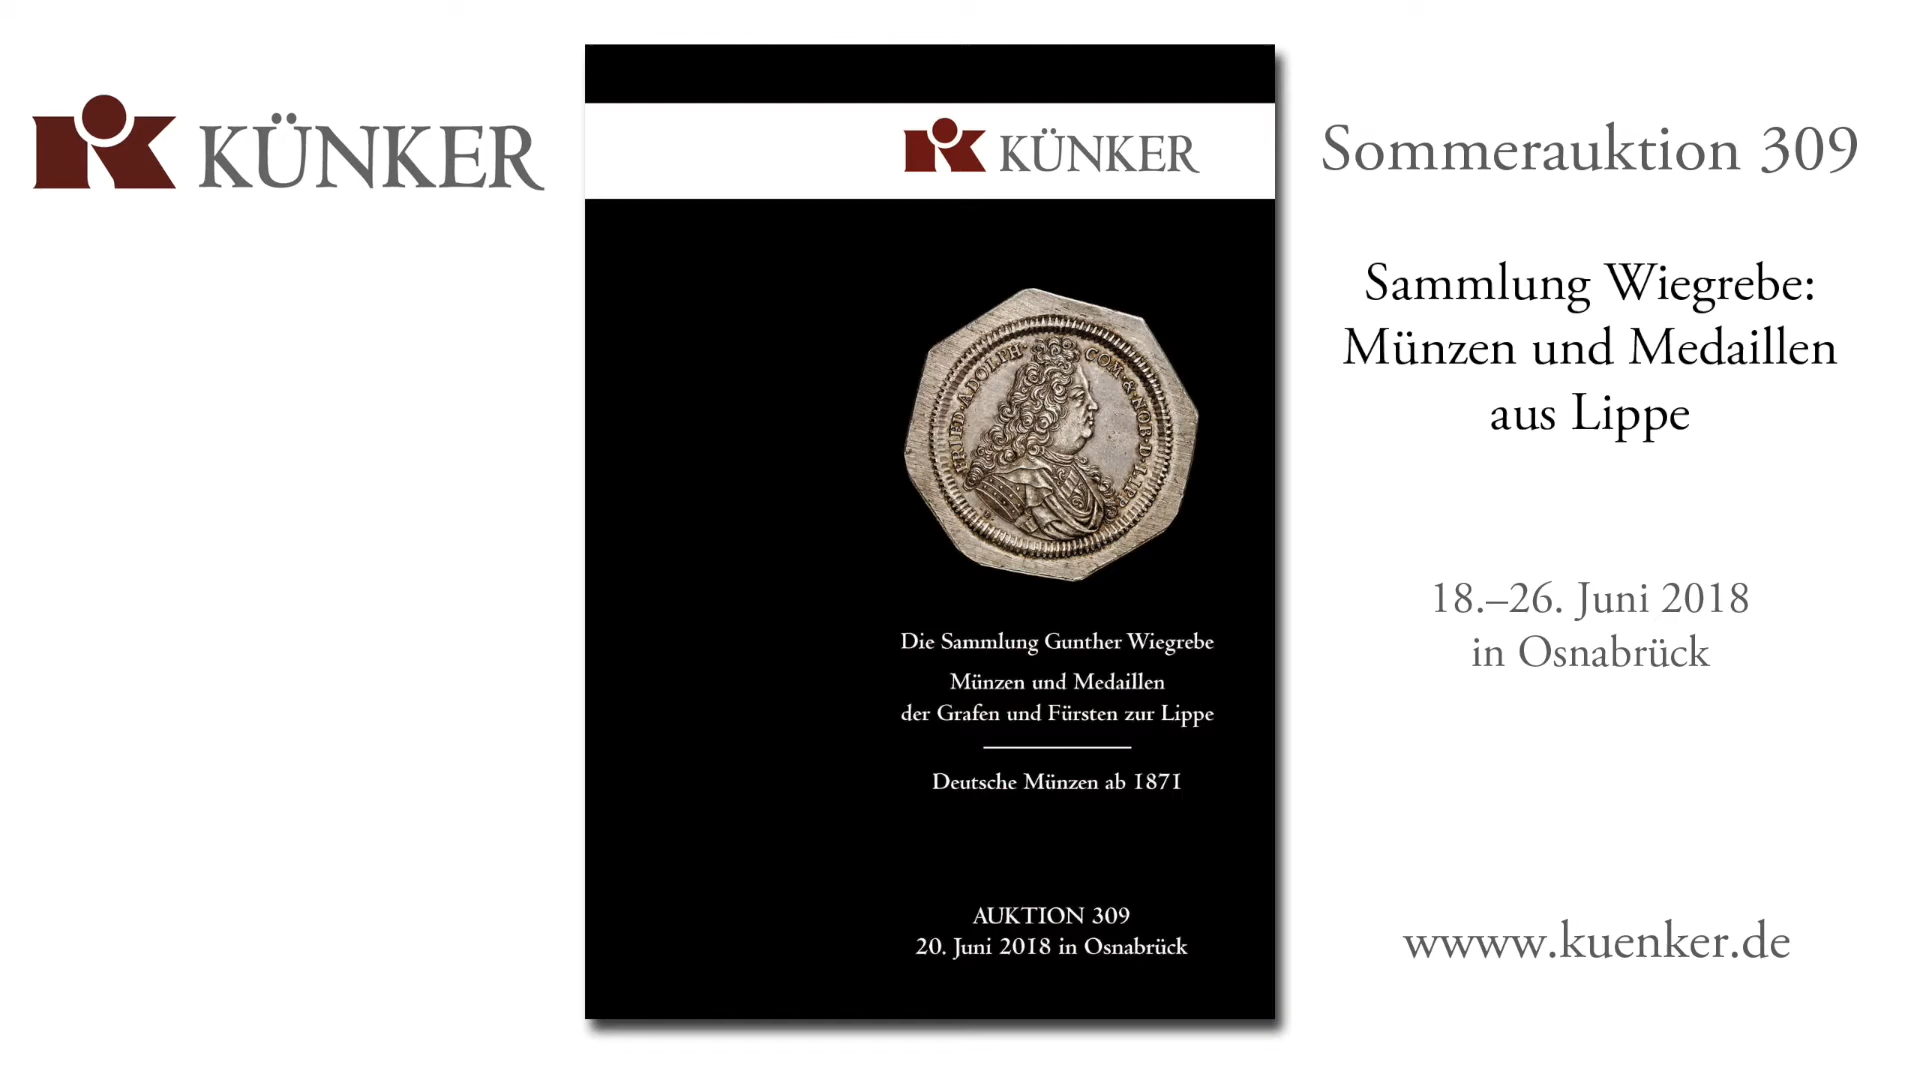 KÜNKER
KÜNKER
FRIED·ADOLPH· COM·&·NOB·D·LIPP
Die Sammlung Gunther Wiegrebe
Münzen und Medaillen
der Grafen und Fürsten zur Lippe
Deutsche Münzen ab 1871
AUKTION 309
20. Juni 2018 in Osnabrück
Sommerauktion 309
Sammlung Wiegrebe:
Münzen und Medaillen
aus Lippe
18.–26. Juni 2018
in Osnabrück
wwww.kuenker.de